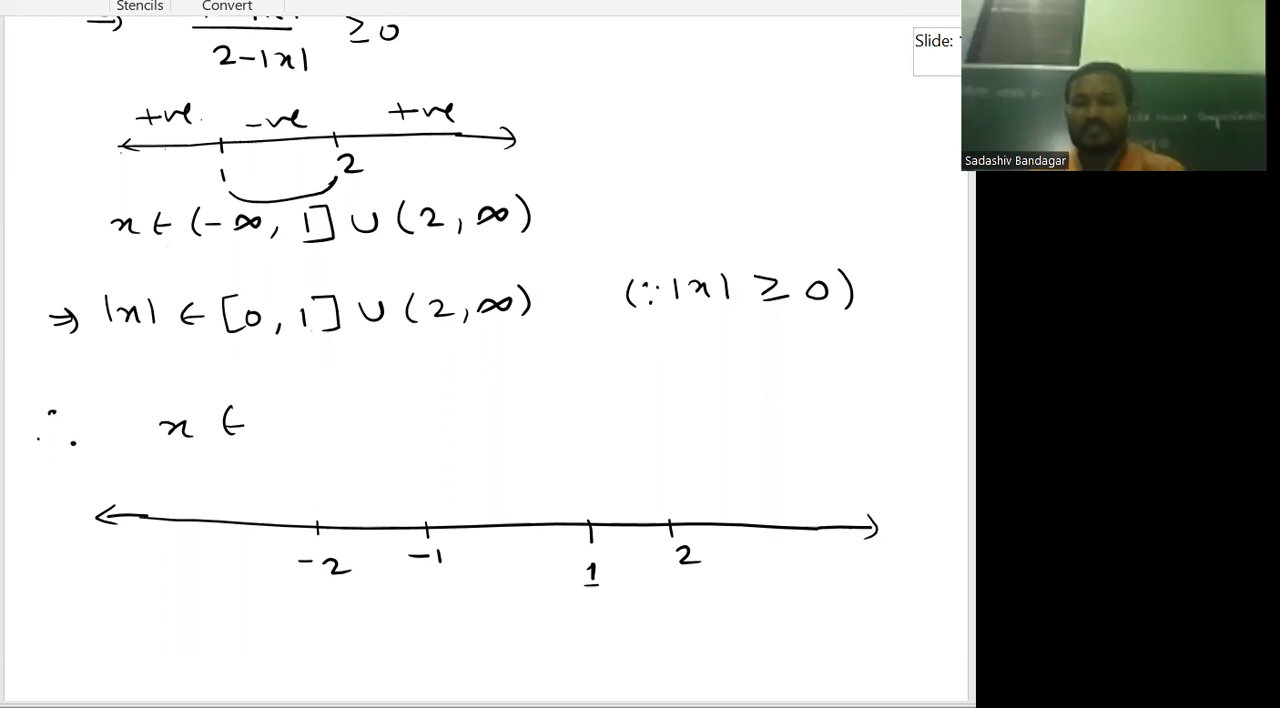 Stencils Convert
⇒ ≥ 0
2-|x|
Slide:
+ve -ve +ve
1 2
x ∈ (-∞, 1] ∪ (2, ∞)
⇒ |x| ∈ [0, 1] ∪ (2, ∞) (∵ |x| ≥ 0)
∴ x ∈
-2 -1 1 2
Sadashiv Bandagar